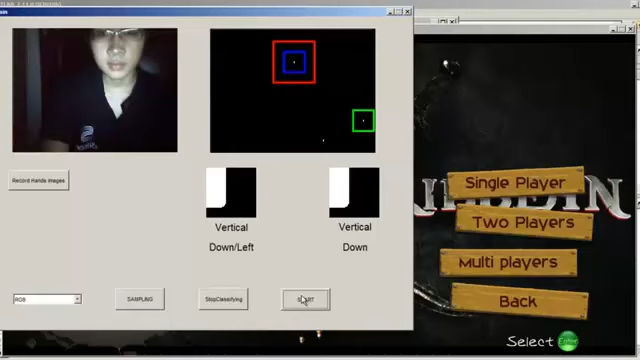 Record Hands Images
Vertical
Down/Left
Vertical
Down
RGB
SAMPLING
StopClassifying
START
Single Player
Two Players
Multi players
Back
Select
Enter